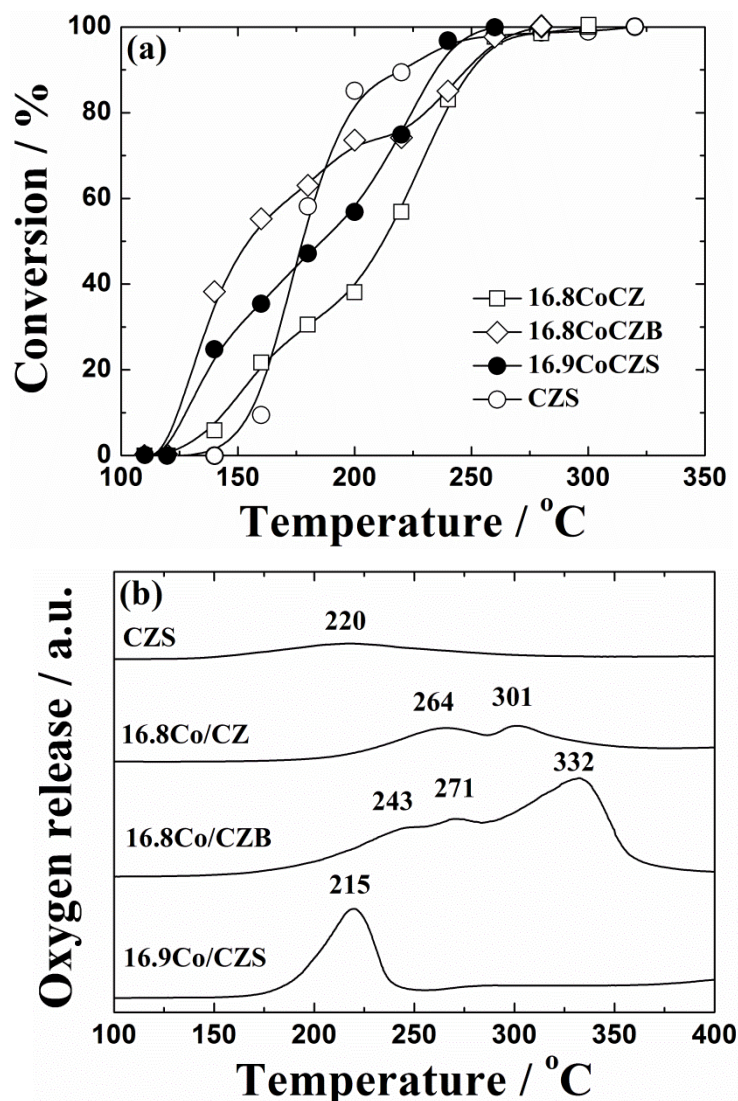 (a)
100
80
60
40
20
0
Conversion / %
16.8CoCZ
16.8CoCZB
16.9CoCZS
CZS
100 150 200 250 300 350
Temperature / °C
(b)
CZS
220
16.8Co/CZ
264 301
16.8Co/CZB
243 271 332
16.9Co/CZS
215
Oxygen release / a.u.
100 150 200 250 300 350 400
Temperature / °C